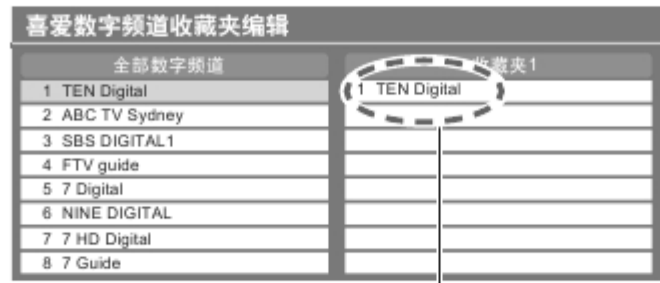 喜爱数字频道收藏夹编辑
全部数字频道
1 TEN Digital
2 ABC TV Sydney
3 SBS DIGITAL1
4 FTV guide
5 7 Digital
6 NINE DIGITAL
7 7 HD Digital
8 7 Guide
收藏夹1
1 TEN Digital